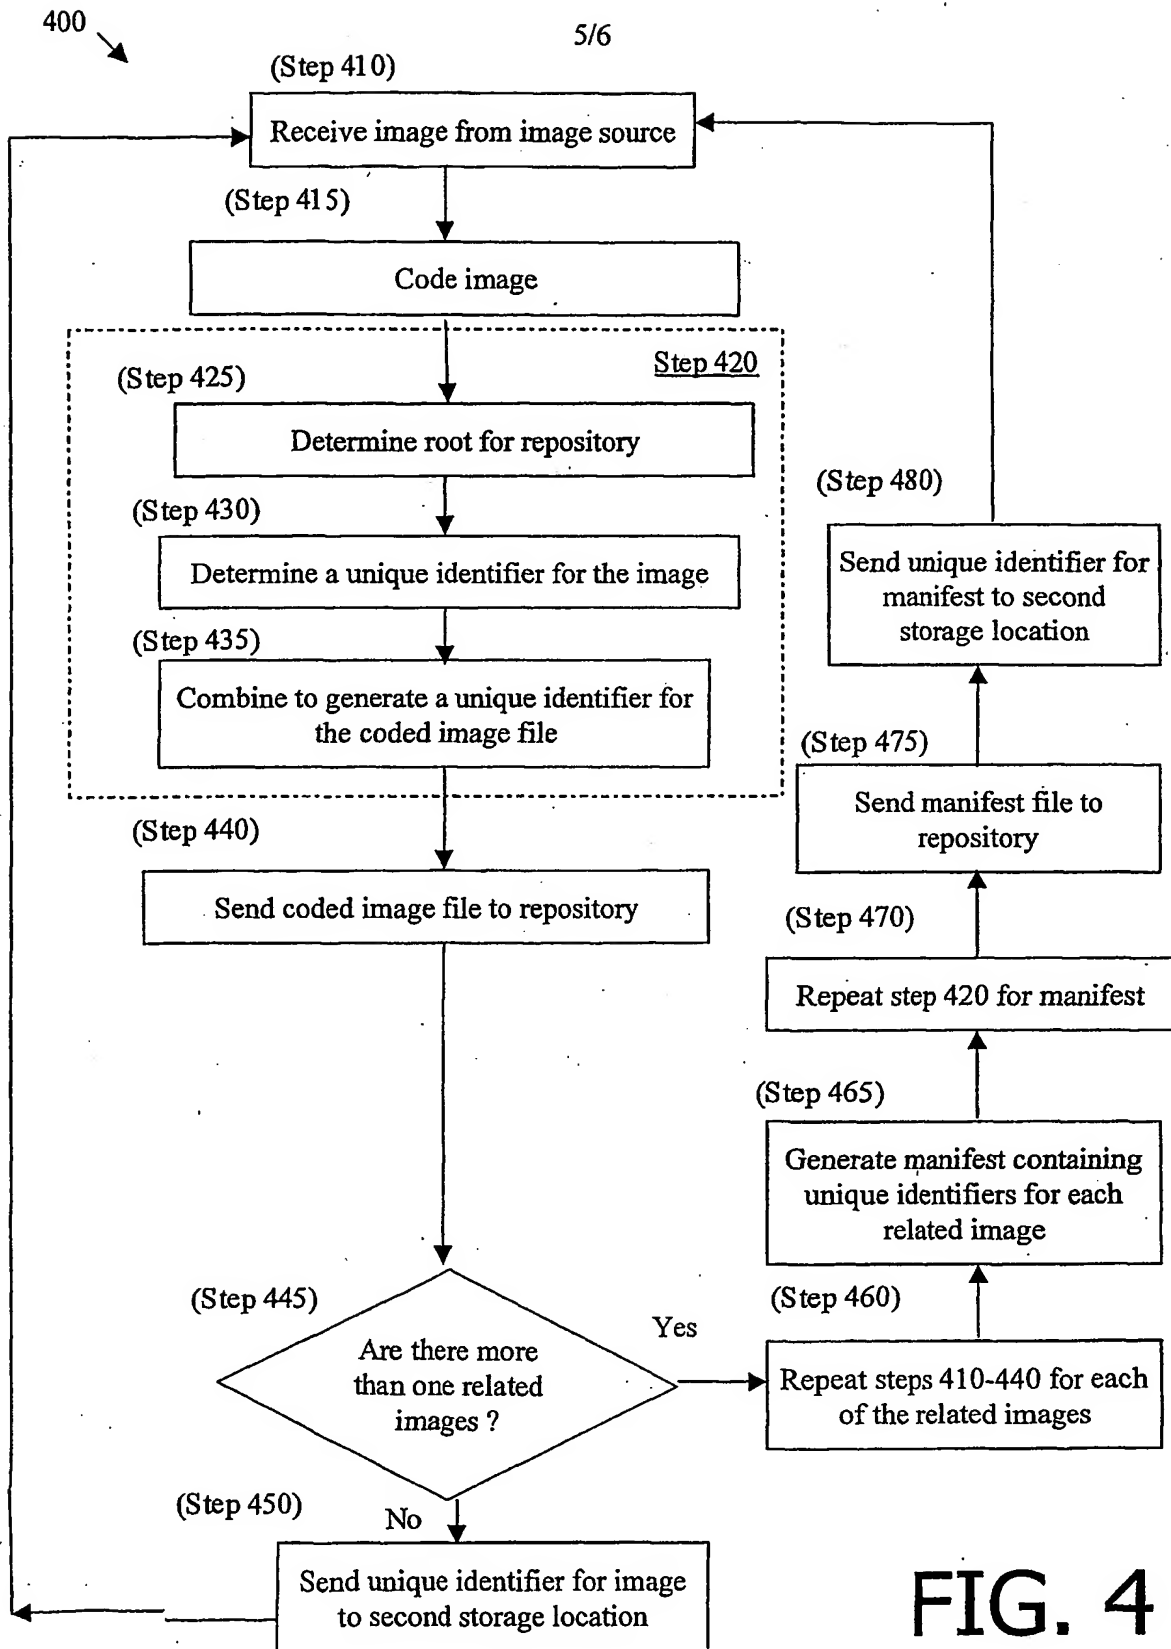 400
5/6
(Step 410)
Receive image from image source
(Step 415)
Code image
Step 420
(Step 425)
Determine root for repository
(Step 430)
Determine a unique identifier for the image
(Step 435)
Combine to generate a unique identifier for
the coded image file
(Step 440)
Send coded image file to repository
(Step 445)
Are there more
than one related
images ?
Yes
No
(Step 450)
Send unique identifier for image
to second storage location
(Step 460)
Repeat steps 410-440 for each
of the related images
(Step 465)
Generate manifest containing
unique identifiers for each
related image
(Step 470)
Repeat step 420 for manifest
(Step 475)
Send manifest file to
repository
(Step 480)
Send unique identifier for
manifest to second
storage location
FIG. 4